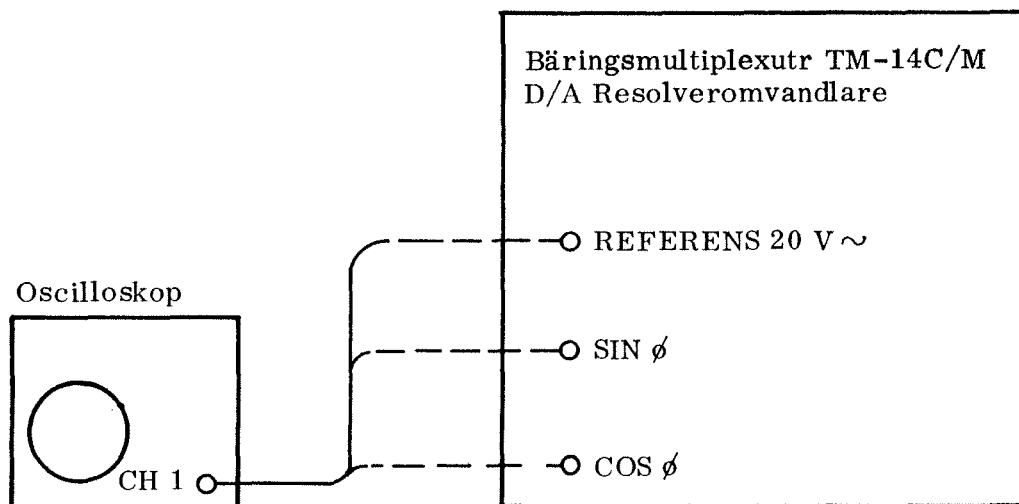 Bäringsmultiplexutr TM-14C/M
D/A Resolveromvandlare
REFERENS 20 V ~
Oscilloskop
SIN ø
CH 1
COS ø